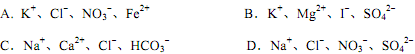 A. K⁺、Cl⁻、NO₃⁻、Fe²⁺ B. K⁺、Mg²⁺、I⁻、SO₄²⁻
C. Na⁺、Ca²⁺、Cl⁻、HCO₃⁻ D. Na⁺、Cl⁻、NO₃⁻、SO₄²⁻